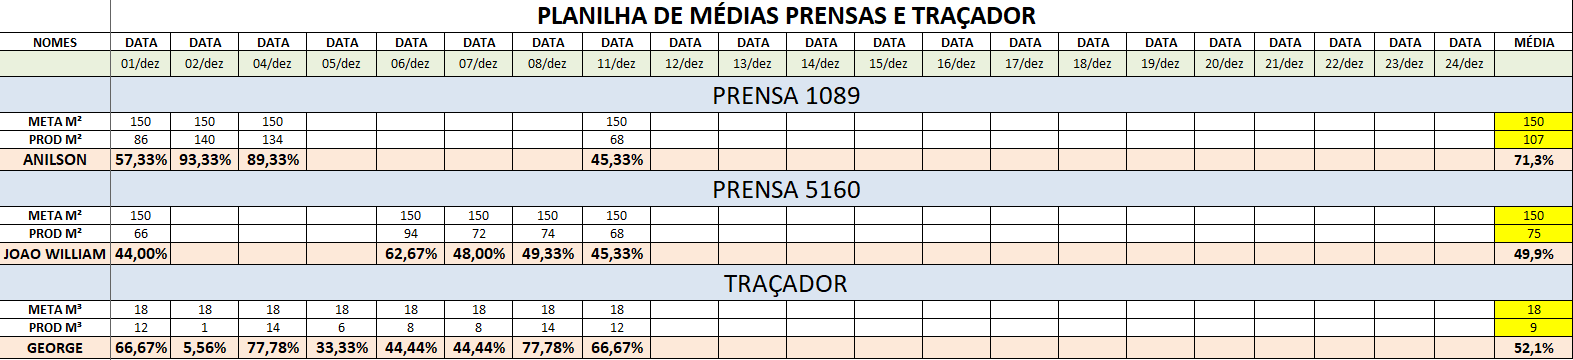 PLANILHA DE MÉDIAS PRENSAS E TRAÇADOR
NOMES DATA DATA DATA DATA DATA DATA DATA DATA DATA DATA DATA DATA DATA DATA DATA DATA DATA DATA DATA DATA MÉDIA
01/dez 02/dez 04/dez 05/dez 06/dez 07/dez 08/dez 11/dez 12/dez 13/dez 14/dez 15/dez 16/dez 17/dez 18/dez 19/dez 20/dez 21/dez 22/dez 23/dez 24/dez
PRENSA 1089
META M² 150 150 150 150 150
PROD M² 86 140 134 68 107
ANILSON 57,33% 93,33% 89,33% 45,33% 71,3%
PRENSA 5160
META M² 150 150 150 150 150 150
PROD M² 66 94 72 74 68 75
JOAO WILLIAM 44,00% 62,67% 48,00% 49,33% 45,33% 49,9%
TRAÇADOR
META M³ 18 18 18 18 18 18 18 18 18
PROD M³ 12 1 14 6 8 8 14 12 9
GEORGE 66,67% 5,56% 77,78% 33,33% 44,44% 44,44% 77,78% 66,67% 52,1%